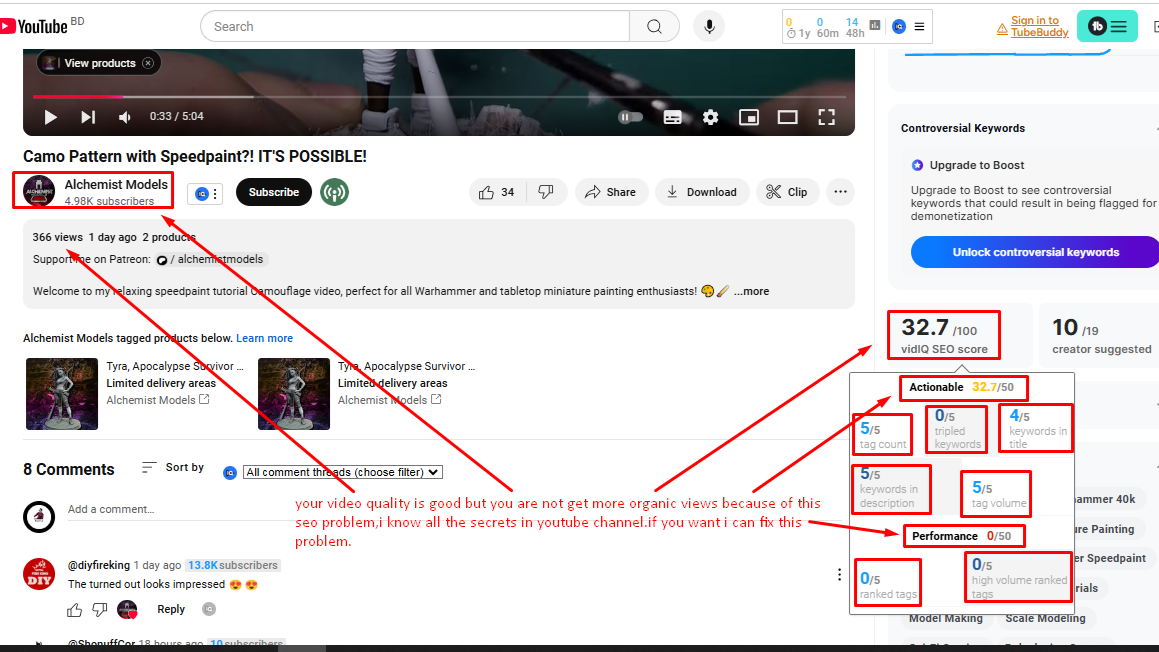 YouTube BD
Search
0 1y 0 60m 14 48h
Sign in to
TubeBuddy
View products
0:33 / 5:04
Camo Pattern with Speedpaint?! IT'S POSSIBLE!
Alchemist Models
4.98K subscribers
Subscribe
34
Share
Download
Clip
366 views 1 day ago 2 products
Support me on Patreon: / alchemistmodels
Welcome to my relaxing speedpaint tutorial Camouflage video, perfect for all Warhammer and tabletop miniature painting enthusiasts! 🎨🖌️ ...more
Alchemist Models tagged products below. Learn more
Tyra, Apocalypse Survivor ...
Limited delivery areas
Alchemist Models
Tyra, Apocalypse Survivor ...
Limited delivery areas
Alchemist Models
8 Comments
Sort by
All comment threads (choose filter)
Add a comment...
your video quality is good but you are not get more organic views because of this
seo problem,i know all the secrets in youtube channel.if you want i can fix this
problem.
DIY
@diyfireking 1 day ago 13.8K subscribers
The turned out looks impressed 😍 😍
Reply
@ShonuffCor 18 hours ago 10 subscribers
Controversial Keywords
Upgrade to Boost
Upgrade to Boost to see controversial
keywords that could result in being flagged for
demonetization
Unlock controversial keywords
32.7 /100
vidIQ SEO score
10 /19
creator suggested
Actionable 32.7/50
5/5
tag count
0/5
tripled
keywords
4/5
keywords in
title
5/5
keywords in
description
5/5
tag volume
Performance 0/50
0/5
ranked tags
0/5
high volume ranked
tags
hammer 40k
ure Painting
er Speedpaint
rials
Model Making
Scale Modeling